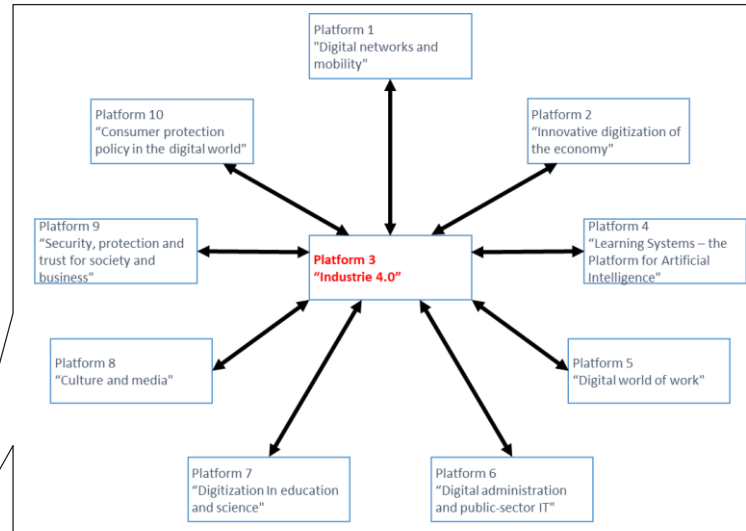 Platform 1
"Digital networks and
mobility"
Platform 10
“Consumer protection
policy in the digital world"
Platform 2
“Innovative digitization of
the economy"
Platform 9
“Security, protection and
trust for society and
business"
Platform 3
“Industrie 4.0”
Platform 4
“Learning Systems – the
Platform for Artificial
Intelligence"
Platform 8
“Culture and media"
Platform 5
“Digital world of work"
Platform 7
“Digitization In education
and science"
Platform 6
“Digital administration
and public-sector IT"